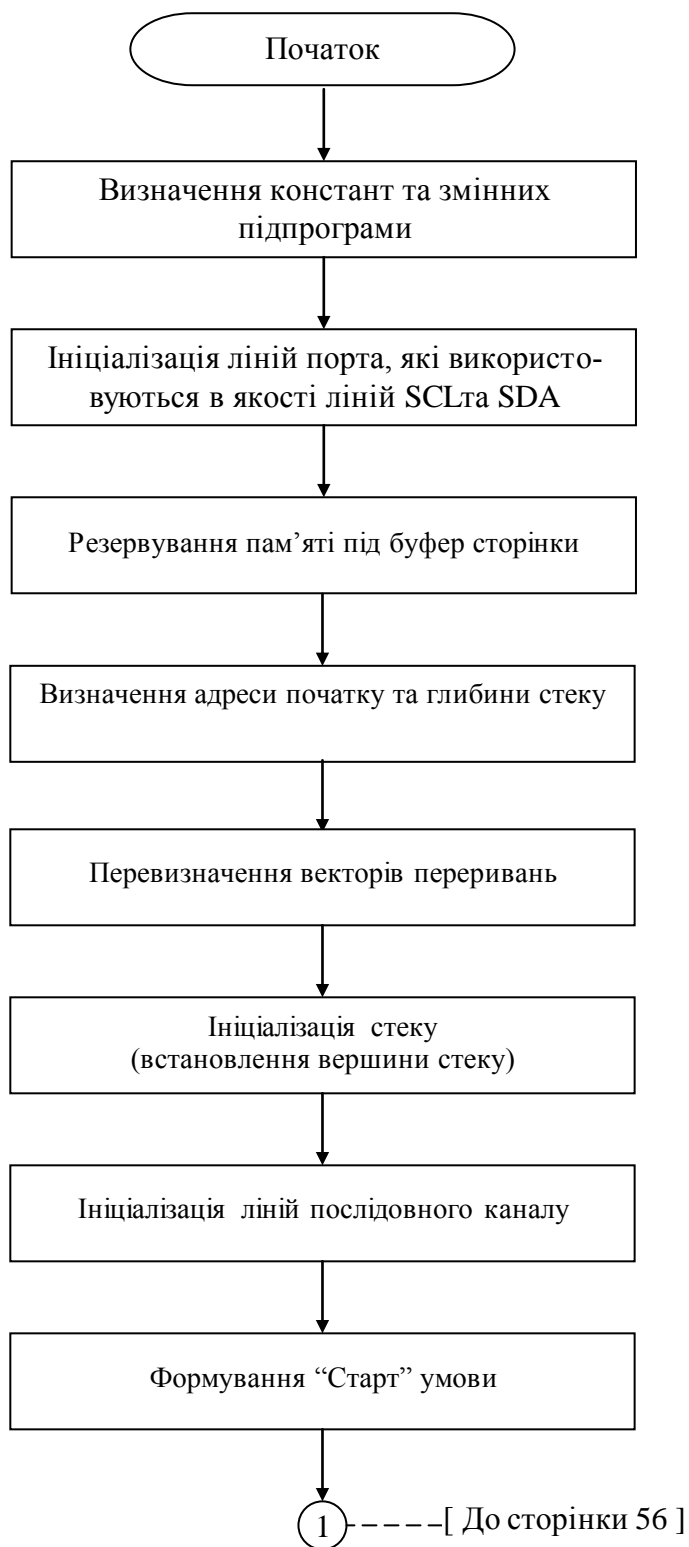 Початок
Визначення констант та змінних
підпрограми
Ініціалізація ліній порта, які використо-
вуються в якості ліній SCLта SDA
Резервування пам’яті під буфер сторінки
Визначення адреси початку та глибини стеку
Перевизначення векторів переривань
Ініціалізація стеку
(встановлення вершини стеку)
Ініціалізація ліній послідовного каналу
Формування “Старт” умови
1 [ До сторінки 56 ]